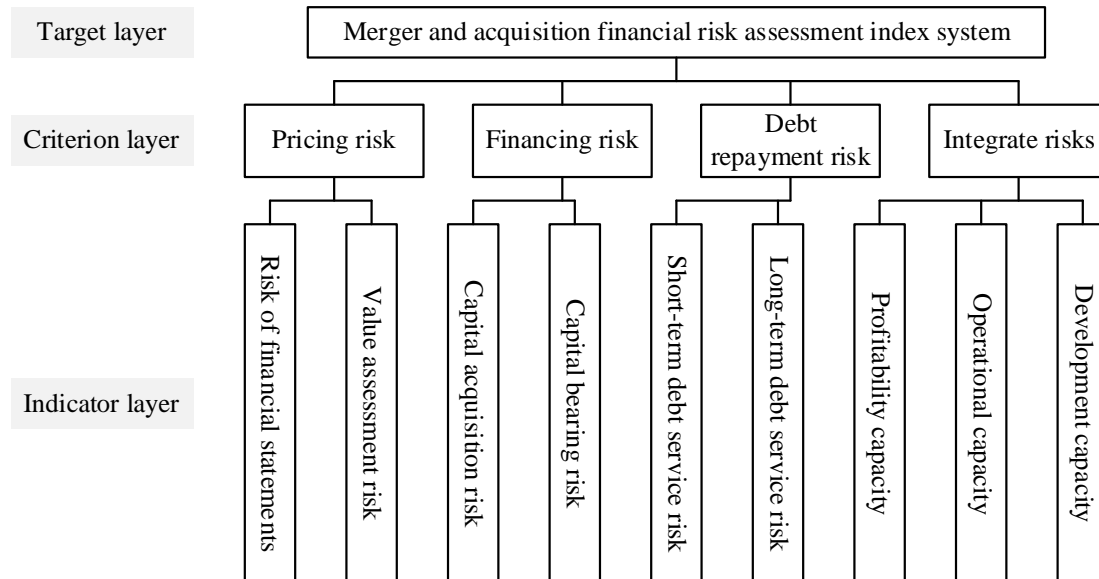 Target layer
Merger and acquisition financial risk assessment index system
Criterion layer
Pricing risk
Financing risk
Debt
repayment risk
Integrate risks
Indicator layer
Risk of financial statements
Value assessment risk
Capital acquisition risk
Capital bearing risk
Short-term debt service risk
Long-term debt service risk
Profitability capacity
Operational capacity
Development capacity